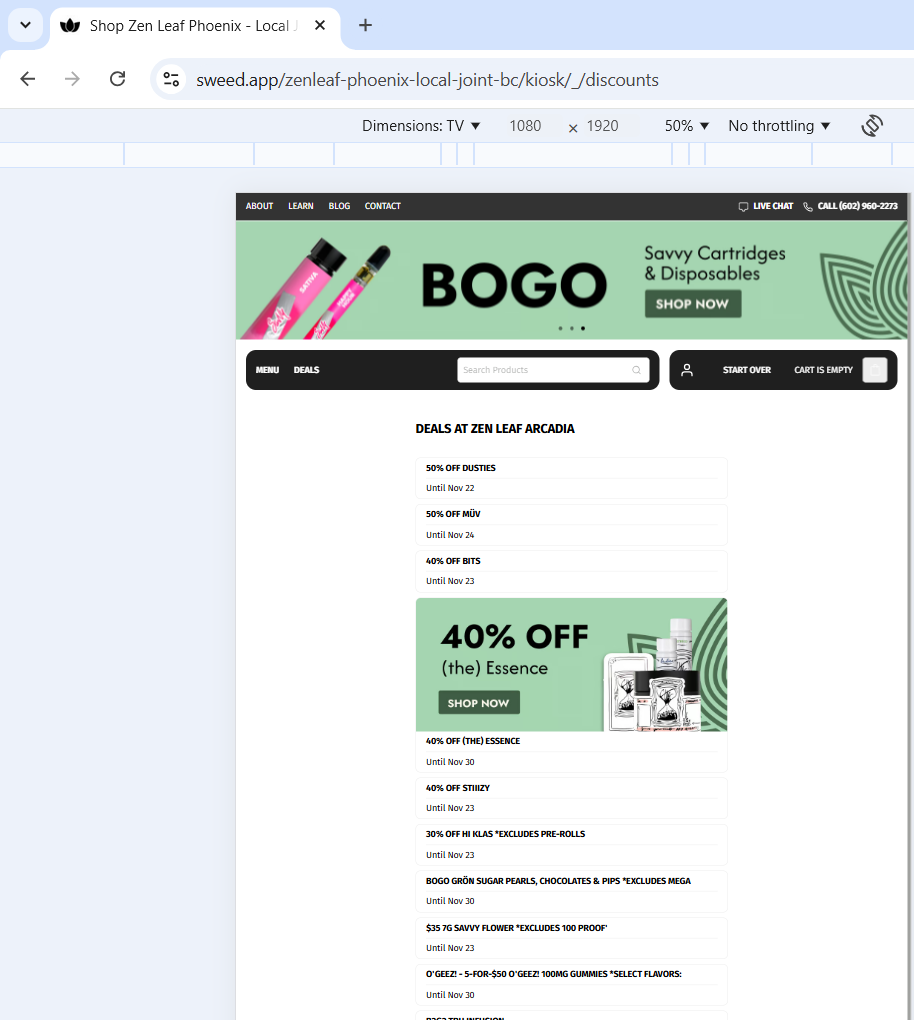 Shop Zen Leaf Phoenix - Local J
sweed.app/zenleaf-phoenix-local-joint-bc/kiosk/_/discounts
Dimensions: TV 1080 × 1920 50% No throttling
ABOUT LEARN BLOG CONTACT LIVE CHAT CALL (602) 960-2273
SATIVA
BOGO
Savvy Cartridges
& Disposables
SHOP NOW
MENU DEALS Search Products START OVER CART IS EMPTY
DEALS AT ZEN LEAF ARCADIA
50% OFF DUSTIES
Until Nov 22
50% OFF MÜV
Until Nov 24
40% OFF BITS
Until Nov 23
40% OFF
(the) Essence
SHOP NOW
40% OFF (THE) ESSENCE
Until Nov 30
40% OFF STIIIZY
Until Nov 23
30% OFF HI KLAS *EXCLUDES PRE-ROLLS
Until Nov 23
BOGO GRÖN SUGAR PEARLS, CHOCOLATES & PIPS *EXCLUDES MEGA
Until Nov 30
$35 7G SAVVY FLOWER *EXCLUDES 100 PROOF'
Until Nov 23
O'GEEZ! - 5-FOR-$50 O'GEEZ! 100MG GUMMIES *SELECT FLAVORS:
Until Nov 30